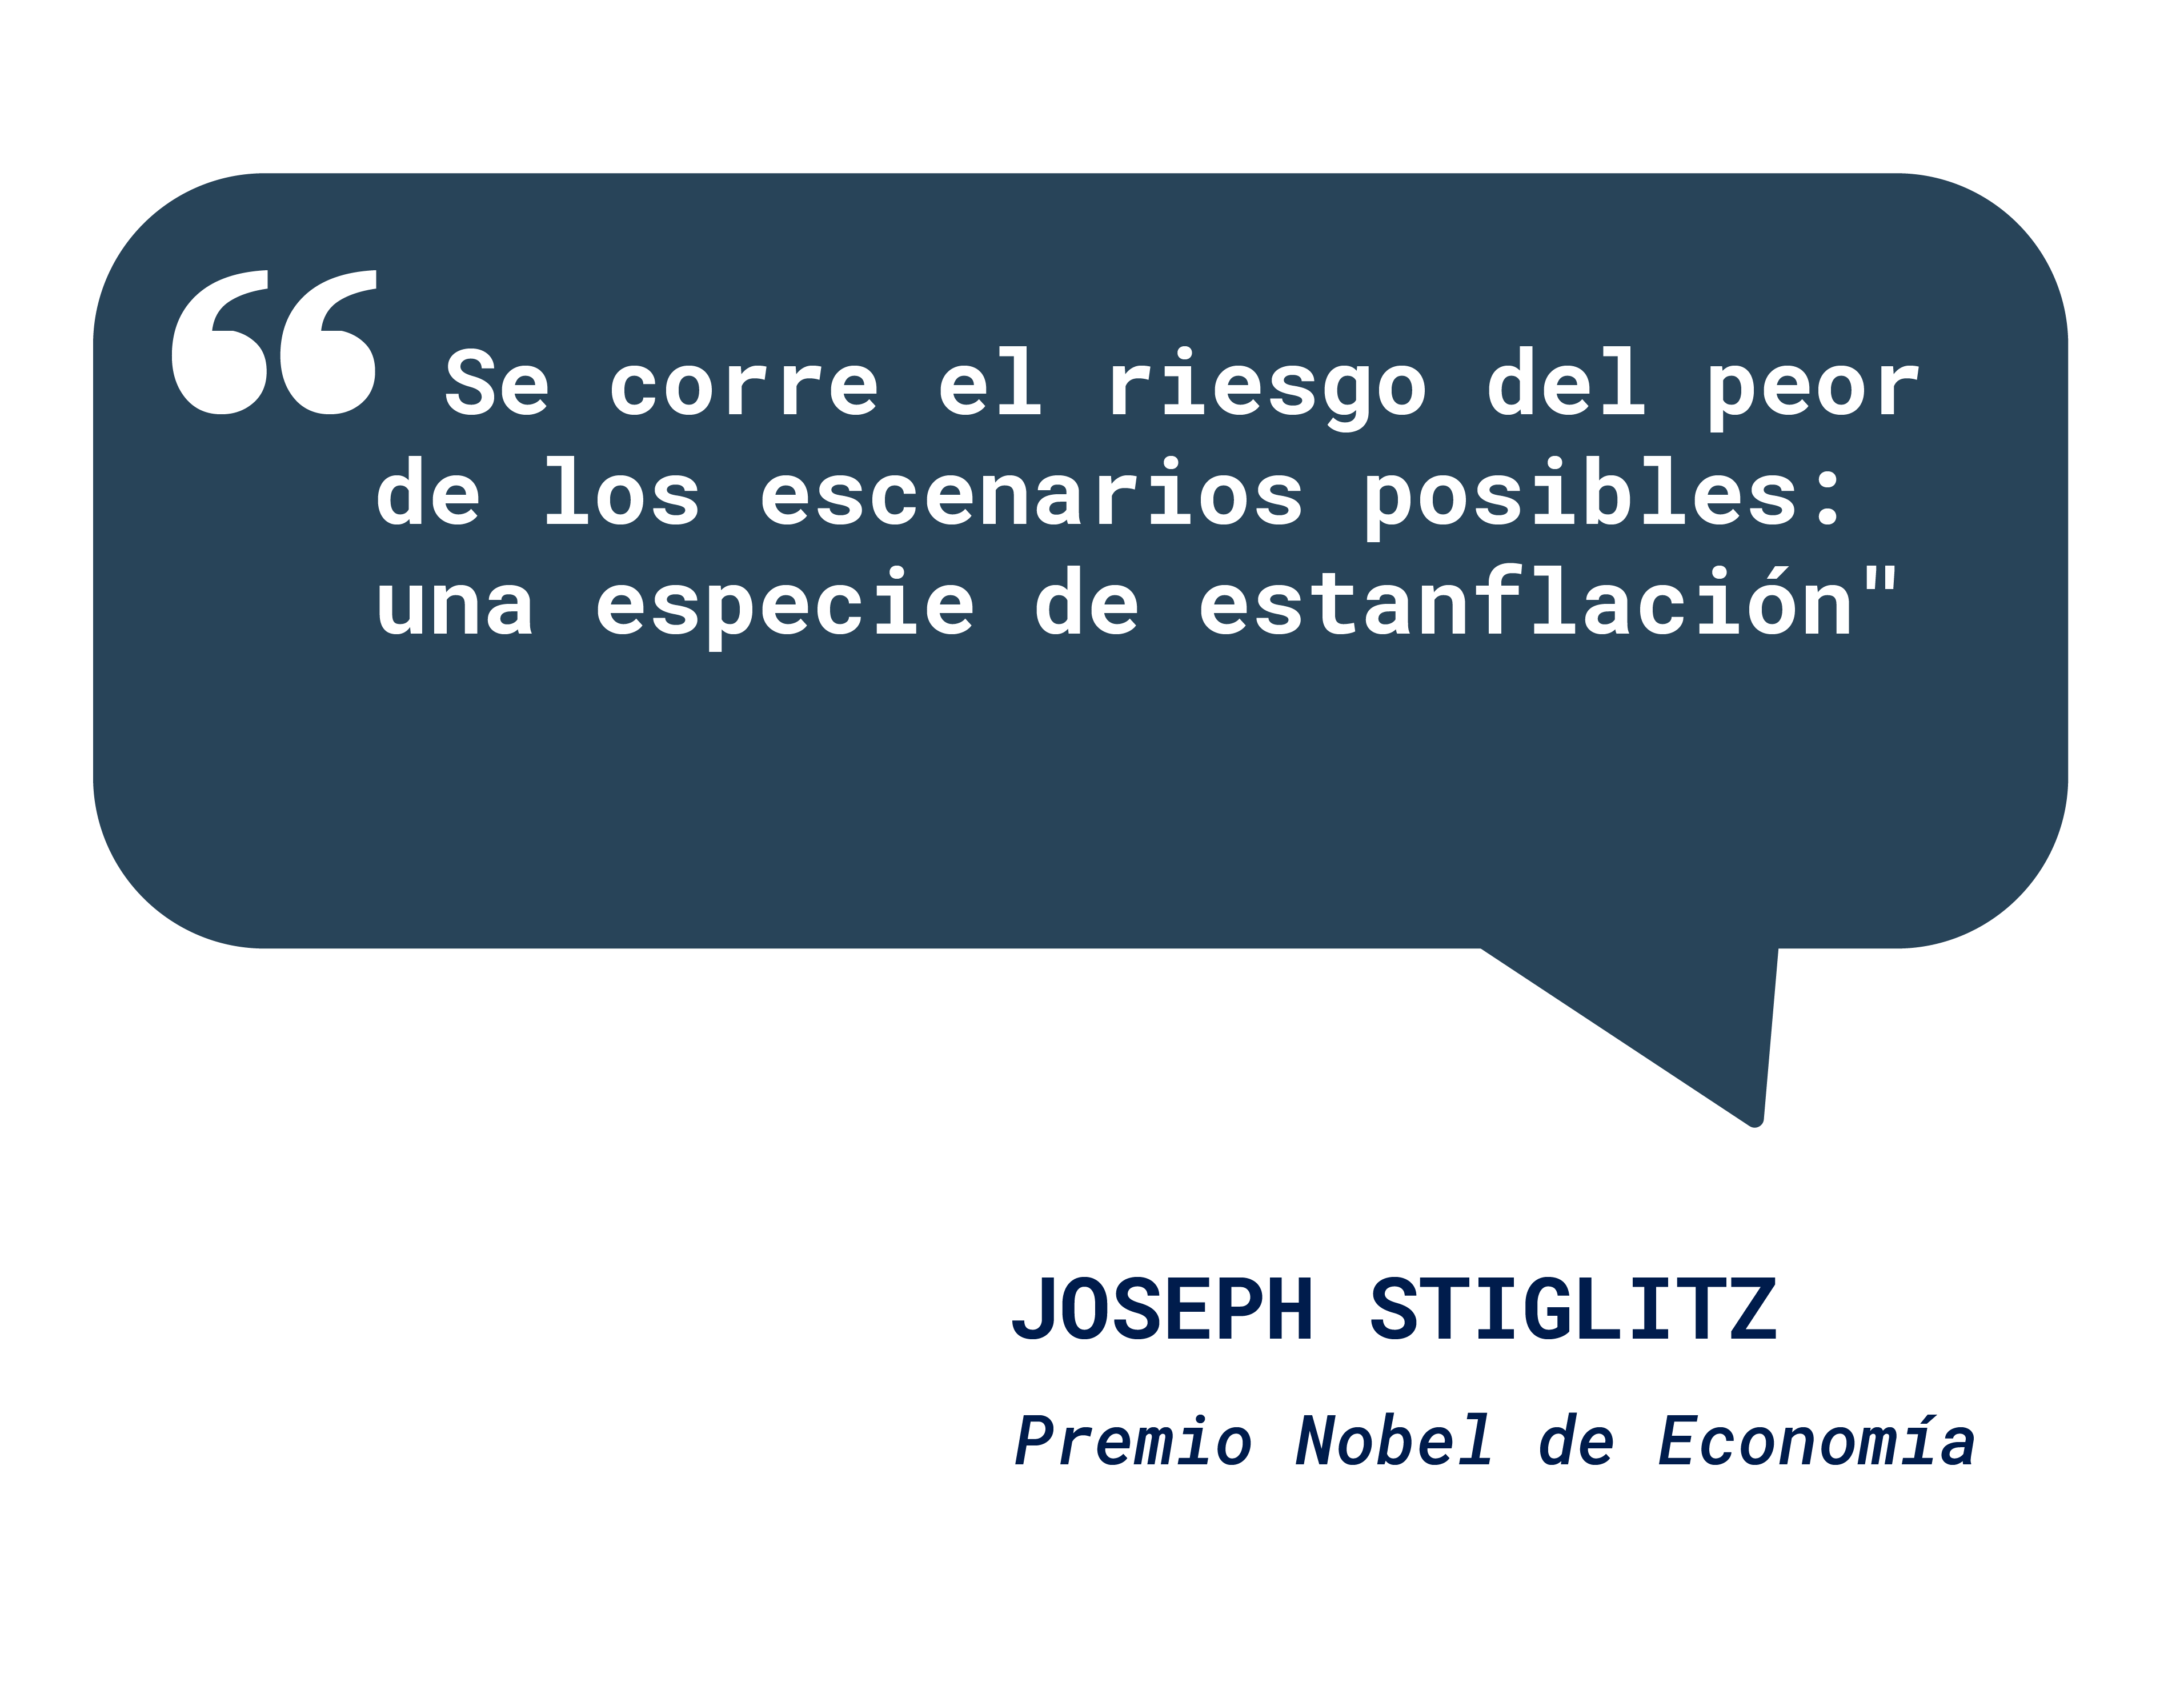 “Se corre el riesgo del peor
de los escenarios posibles:
una especie de estanflación"
JOSEPH STIGLITZ
Premio Nobel de Economía